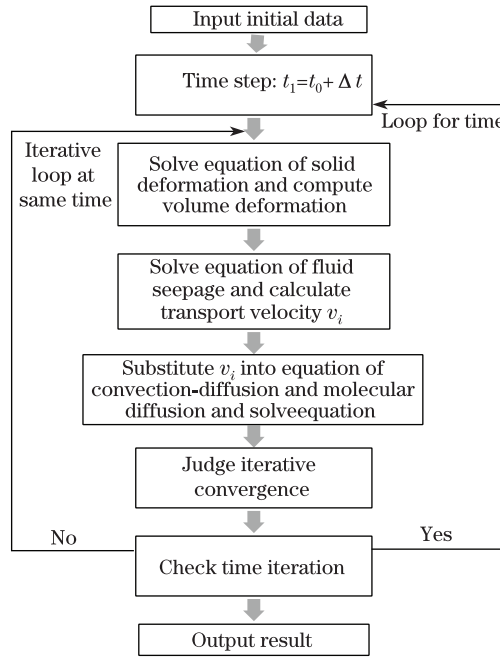 Input initial data
Time step: t₁=t₀+ Δ t
Loop for time
Iterative
loop at
same time
Solve equation of solid
deformation and compute
volume deformation
Solve equation of fluid
seepage and calculate
transport velocity vᵢ
Substitute vᵢ into equation of
convection-diffusion and molecular
diffusion and solveequation
Judge iterative
convergence
No
Yes
Check time iteration
Output result